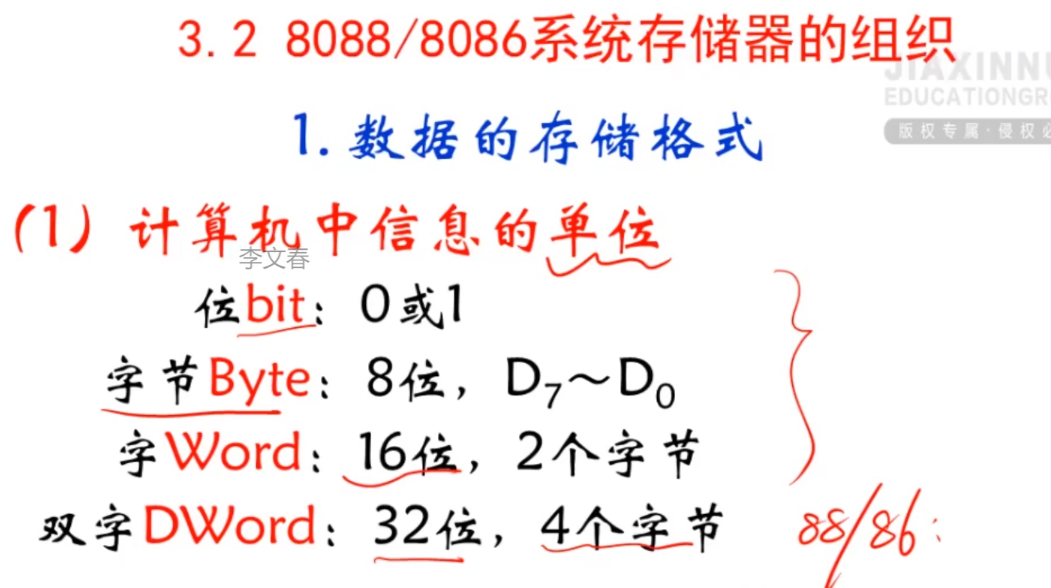 3.2 8088/8086系统存储器的组织
JIAXINNU
EDUCATIONGR
版权专属·侵权必
1.数据的存储格式
(1) 计算机中信息的单位
李文春
位bit：0或1
字节Byte：8位，D₇～D₀
字Word：16位，2个字节
双字DWord：32位，4个字节
88/86：